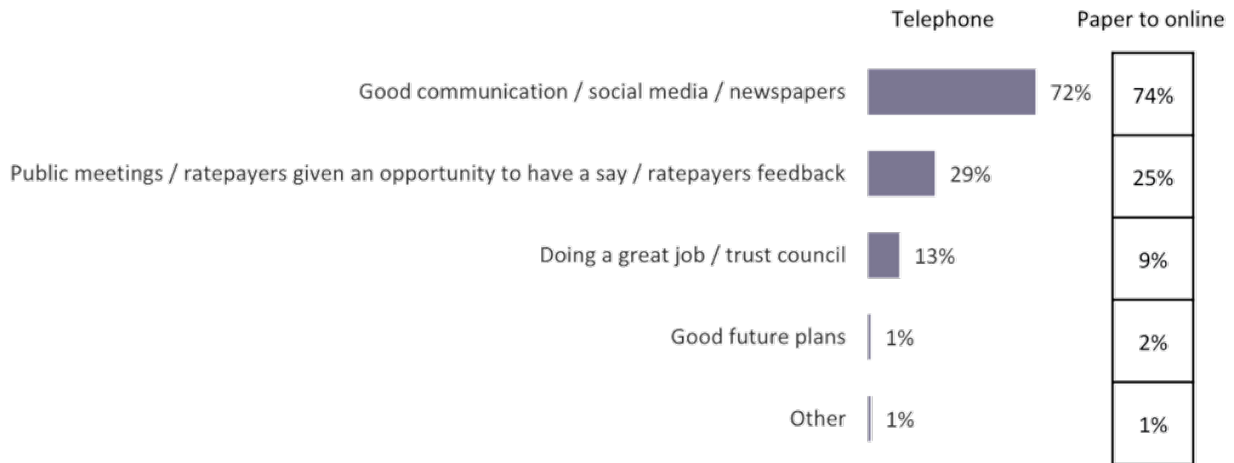 Telephone Paper to online
Good communication / social media / newspapers 72% 74%
Public meetings / ratepayers given an opportunity to have a say / ratepayers feedback 29% 25%
Doing a great job / trust council 13% 9%
Good future plans 1% 2%
Other 1% 1%